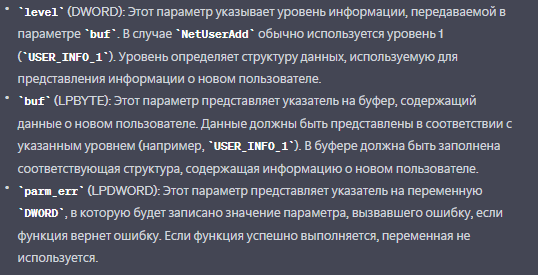 • `level` (DWORD): Этот параметр указывает уровень информации, передаваемой в
параметре `buf`. В случае `NetUserAdd` обычно используется уровень 1
(`USER_INFO_1`). Уровень определяет структуру данных, используемую для
представления информации о новом пользователе.
• `buf` (LPBYTE): Этот параметр представляет указатель на буфер, содержащий
данные о новом пользователе. Данные должны быть представлены в соответствии с
указанным уровнем (например, `USER_INFO_1`). В буфере должна быть заполнена
соответствующая структура, содержащая информацию о новом пользователе.
• `parm_err` (LPDWORD): Этот параметр представляет указатель на переменную
`DWORD`, в которую будет записано значение параметра, вызвавшего ошибку, если
функция вернет ошибку. Если функция успешно выполняется, переменная не
используется.